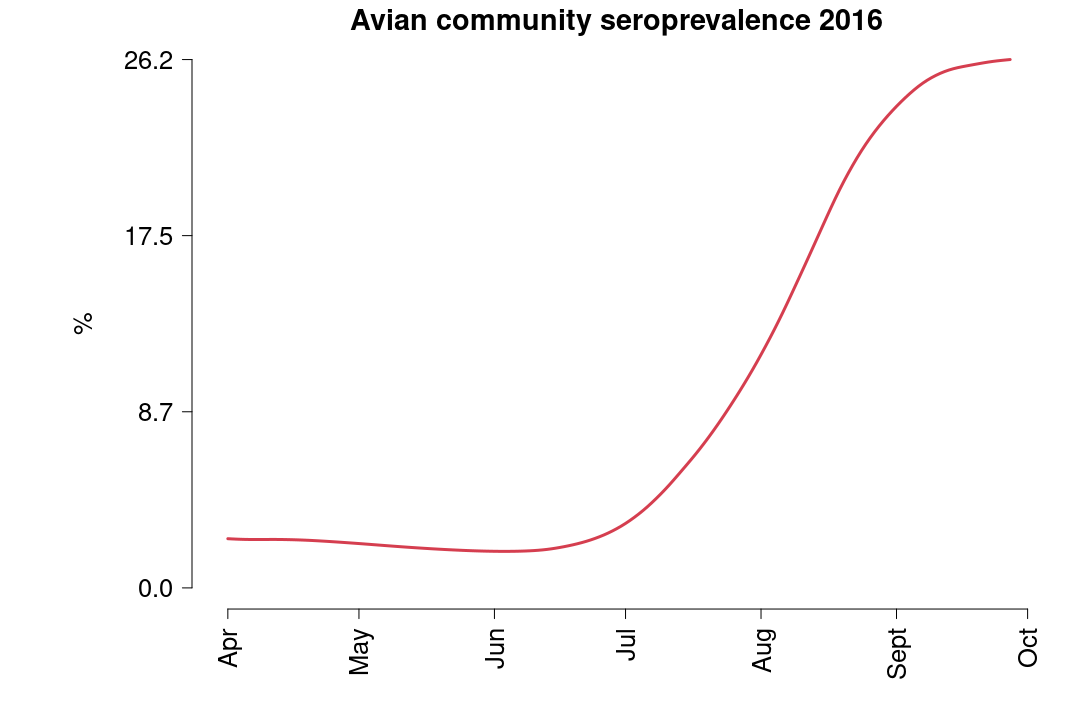 Avian community seroprevalence 2016
26.2
17.5
8.7
0.0
%
Apr
May
Jun
Jul
Aug
Sept
Oct